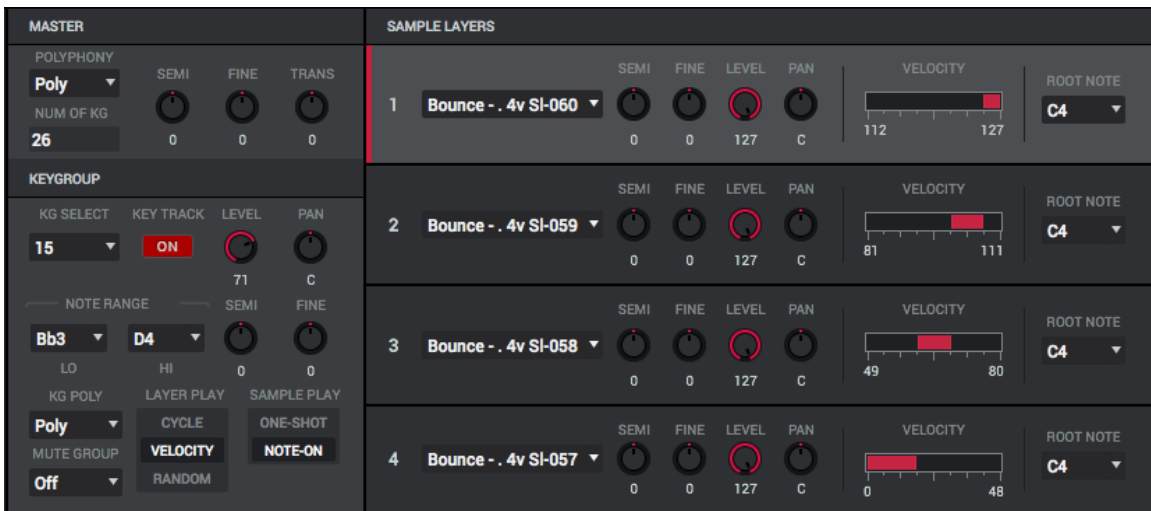 MASTER
POLYPHONY
Poly
SEMI FINE TRANS
NUM OF KG
26
0 0 0
KEYGROUP
KG SELECT KEY TRACK LEVEL PAN
15 ON
71 C
NOTE RANGE SEMI FINE
Bb3 D4
LO HI 0 0
KG POLY LAYER PLAY SAMPLE PLAY
Poly CYCLE ONE-SHOT
MUTE GROUP VELOCITY NOTE-ON
Off RANDOM
SAMPLE LAYERS
SEMI FINE LEVEL PAN VELOCITY ROOT NOTE
1 Bounce - . 4v Sl-060 C4
0 0 127 C 112 127
SEMI FINE LEVEL PAN VELOCITY ROOT NOTE
2 Bounce - . 4v Sl-059 C4
0 0 127 C 81 111
SEMI FINE LEVEL PAN VELOCITY ROOT NOTE
3 Bounce - . 4v Sl-058 C4
0 0 127 C 49 80
SEMI FINE LEVEL PAN VELOCITY ROOT NOTE
4 Bounce - . 4v Sl-057 C4
0 0 127 C 0 48